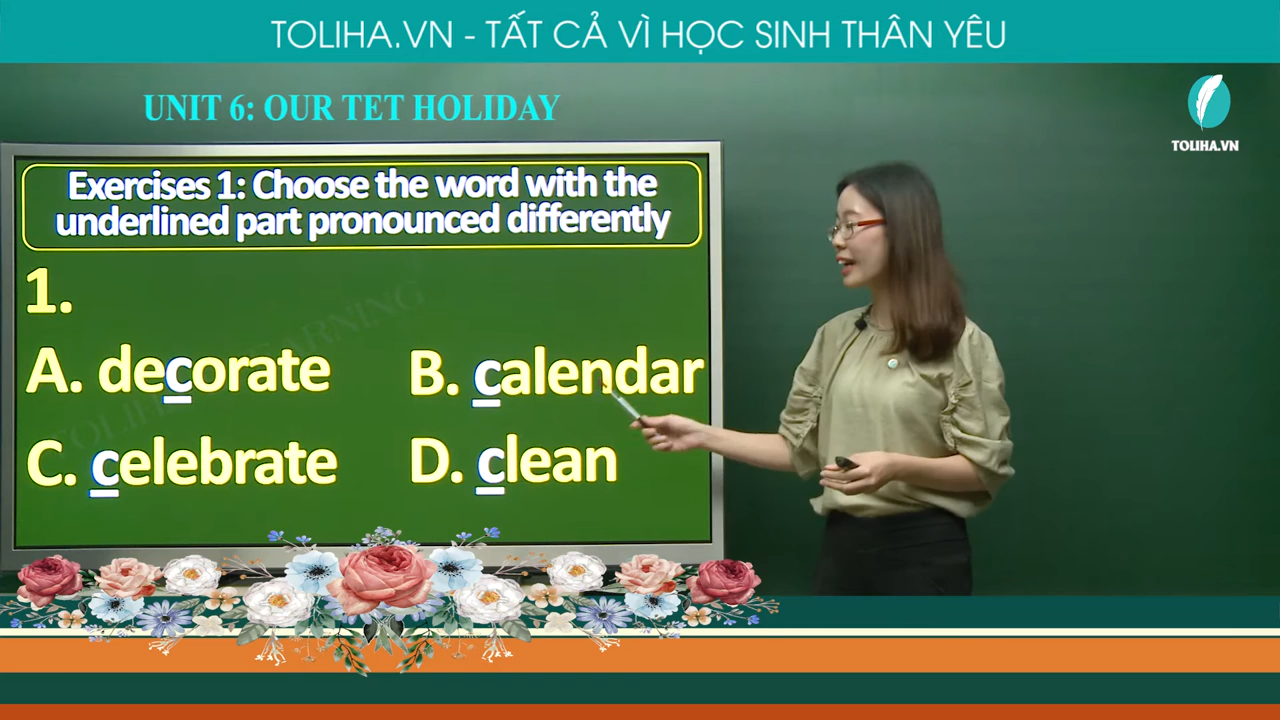 TOLIHA.VN - TẤT CẢ VÌ HỌC SINH THÂN YÊU
UNIT 6: OUR TET HOLIDAY
TOLIHA.VN
Exercises 1: Choose the word with the
underlined part pronounced differently
1.
A. decorate B. calendar
C. celebrate D. clean